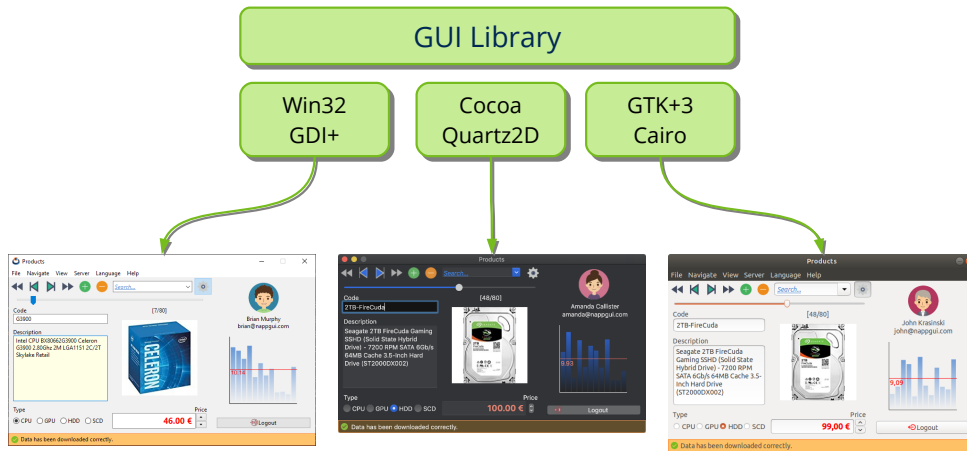 GUI Library
Win32
GDI+
Cocoa
Quartz2D
GTK+3
Cairo
Products
File Navigate View Server Language Help
Search...
[7/80]
Code
G3900
Description
Intel CPU BX80662G3900 Celeron
G3900 2.80Ghz 2M LGA1151 2C/2T
Skylake Retail
CELERON
Brian Murphy
brian@nappgui.com
10,14
Type
CPU GPU HDD SCD
Price
46.00 €
Logout
Data has been downloaded correctly.
Products
Search...
Code
[48/80]
2TB-FireCuda
Description
Seagate 2TB FireCuda Gaming
SSHD (Solid State Hybrid
Drive) - 7200 RPM SATA 6Gb/s
64MB Cache 3.5-Inch Hard
Drive (ST2000DX002)
Amanda Callister
amanda@nappgui.com
9,93
Type
CPU GPU HDD SCD
Price
100.00 €
Logout
Data has been downloaded correctly.
Products
File Navigate View Server Language Help
Search...
Code
[48/80]
2TB-FireCuda
Description
Seagate 2TB FireCuda
Gaming SSHD (Solid State
Hybrid Drive) - 7200 RPM
SATA 6Gb/s 64MB Cache 3.5-
Inch Hard Drive
(ST2000DX002)
John Krasinski
john@nappgui.com
9,09
Type
CPU GPU HDD SCD
Price
99,00 €
Logout
Data has been downloaded correctly.